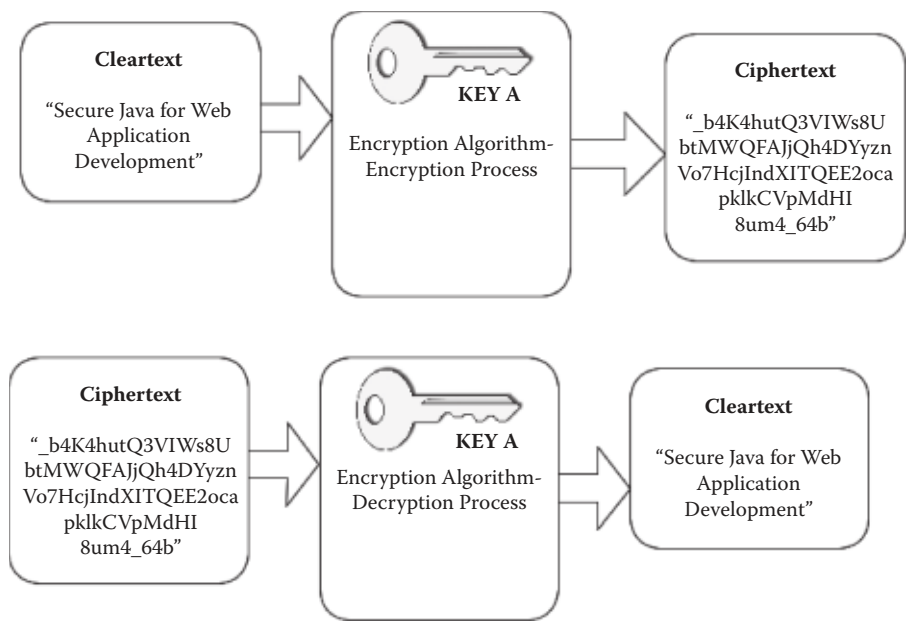 Cleartext
“Secure Java for Web
Application
Development”
KEY A
Encryption Algorithm-
Encryption Process
Ciphertext
“_b4K4hutQ3VIWs8U
btMWQFAJjQh4DYyzn
Vo7HcjIndXITQEE2oca
pklkCVpMdHI
8um4_64b”
Ciphertext
“_b4K4hutQ3VIWs8U
btMWQFAJjQh4DYyzn
Vo7HcjIndXITQEE2oca
pklkCVpMdHI
8um4_64b”
KEY A
Encryption Algorithm-
Decryption Process
Cleartext
“Secure Java for Web
Application
Development”